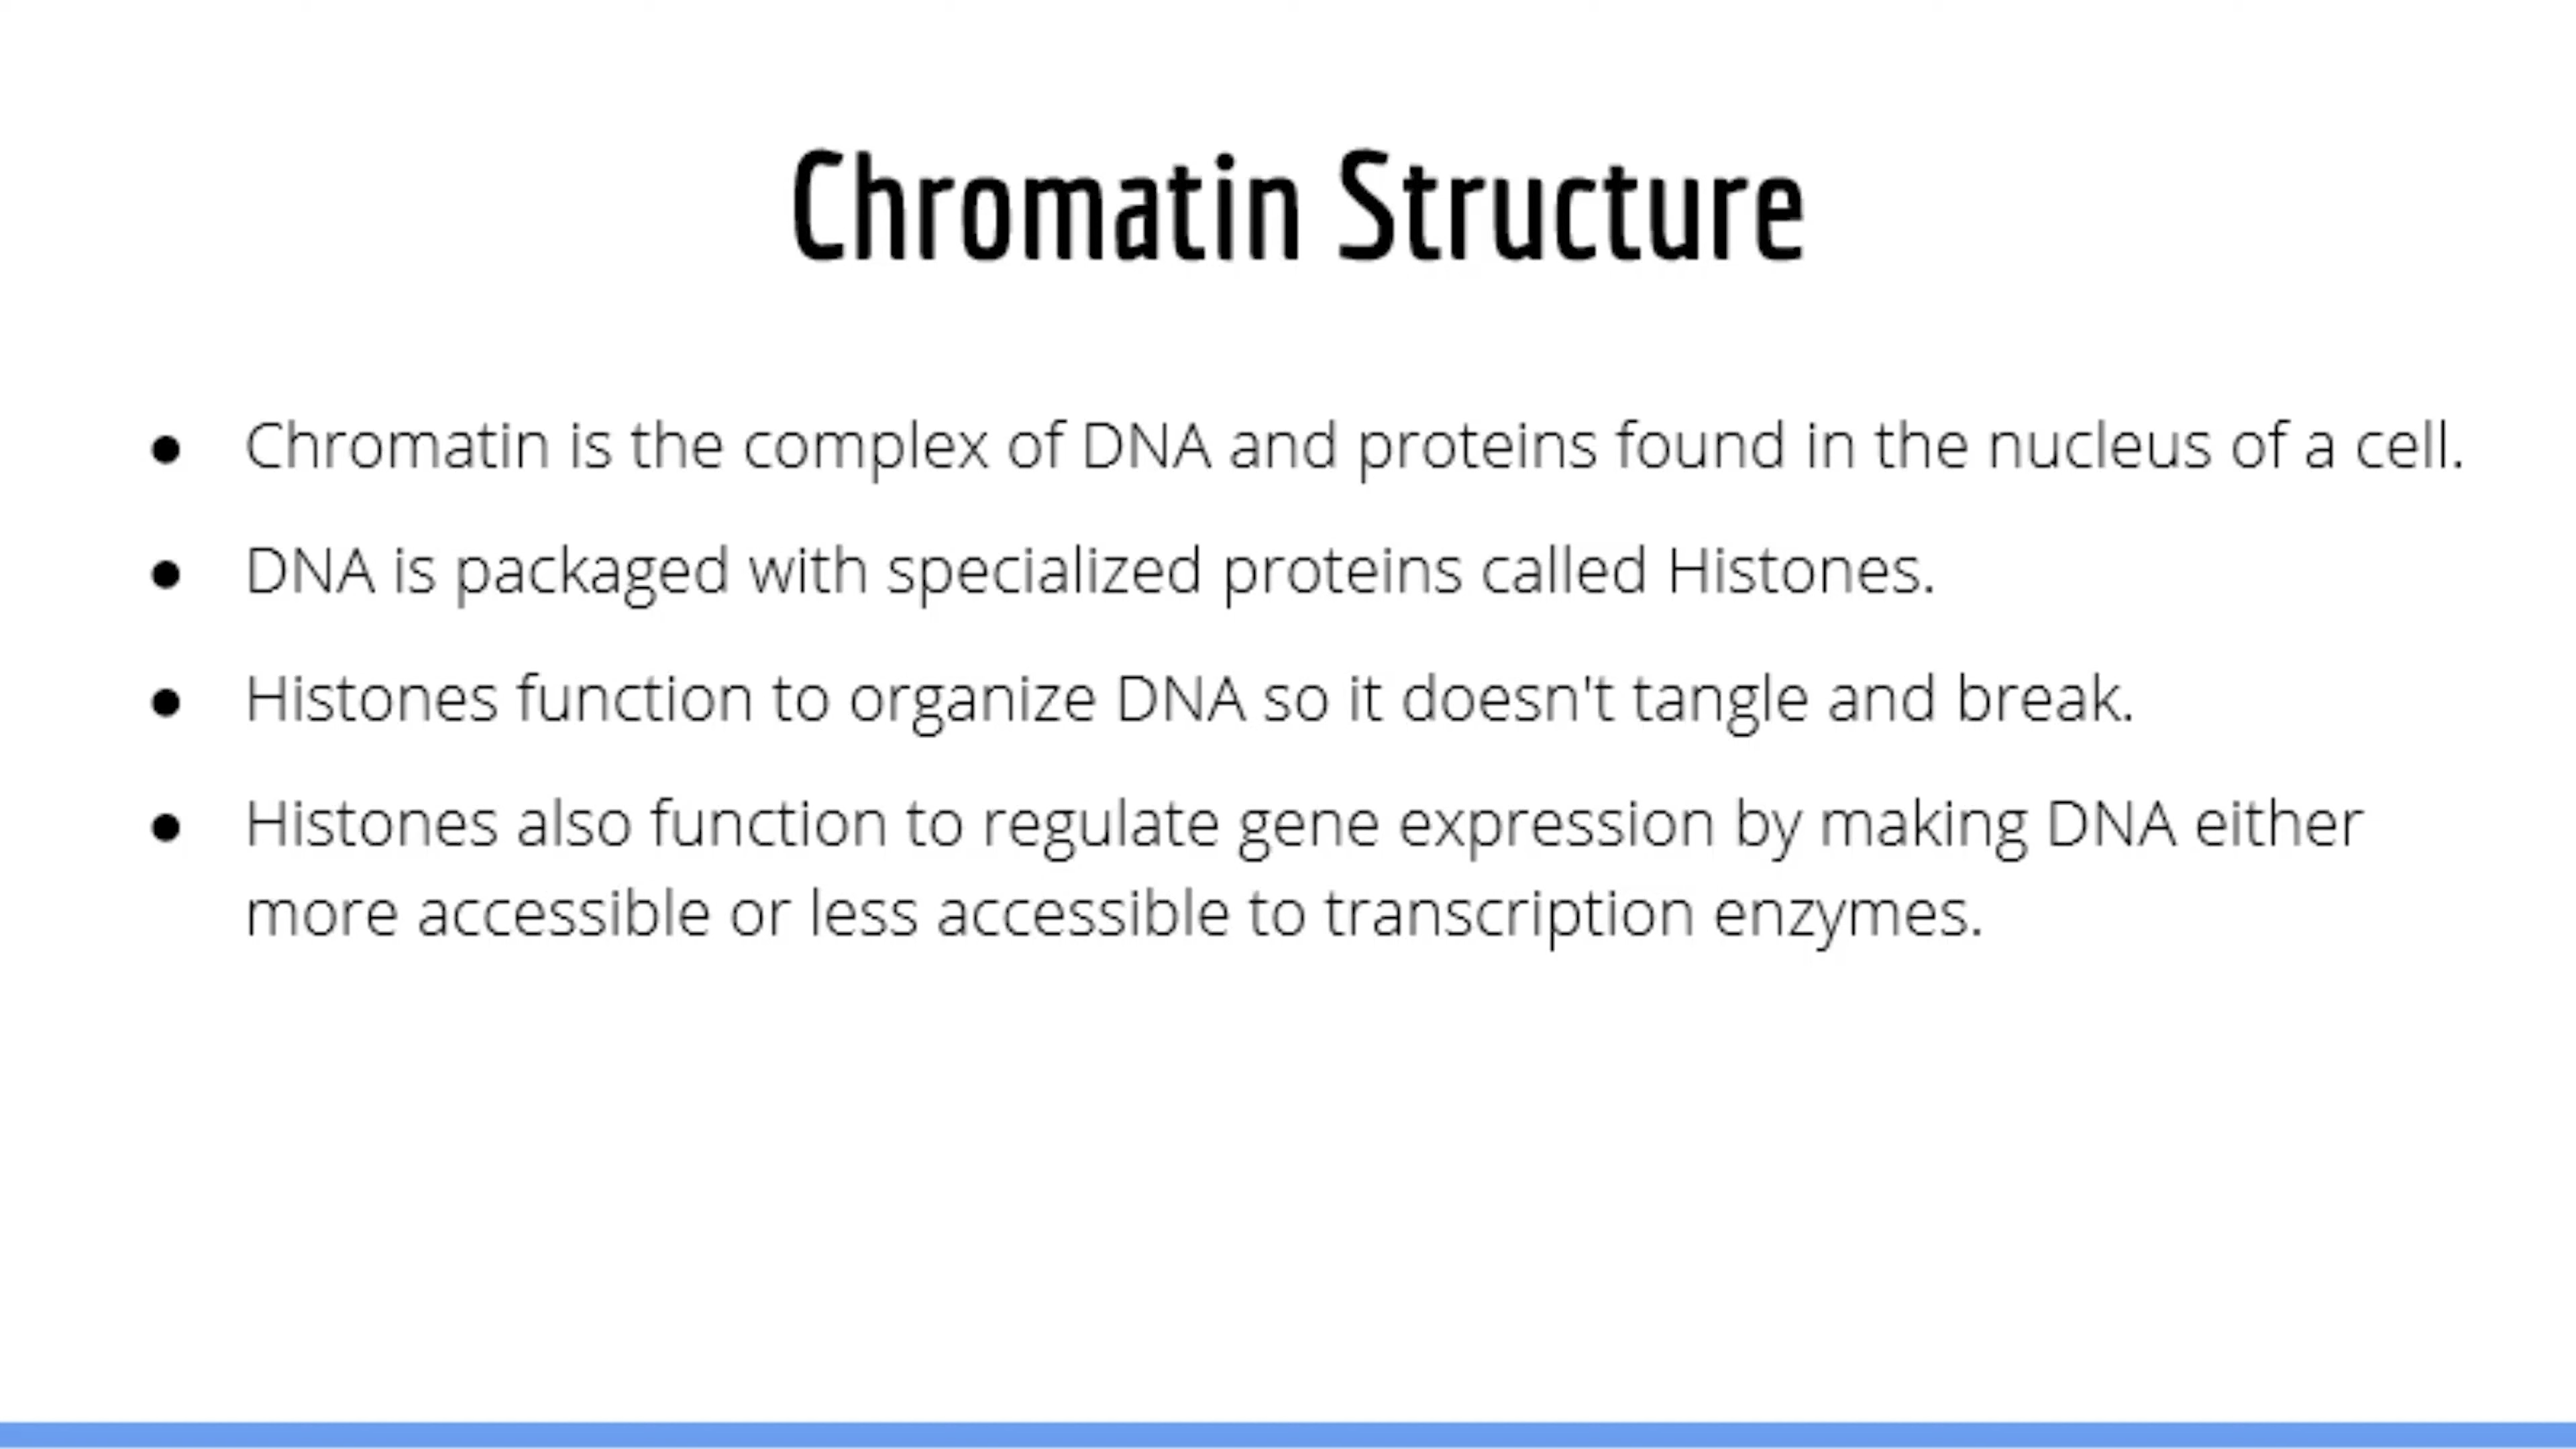 Chromatin Structure
● Chromatin is the complex of DNA and proteins found in the nucleus of a cell.
● DNA is packaged with specialized proteins called Histones.
● Histones function to organize DNA so it doesn't tangle and break.
● Histones also function to regulate gene expression by making DNA either
more accessible or less accessible to transcription enzymes.